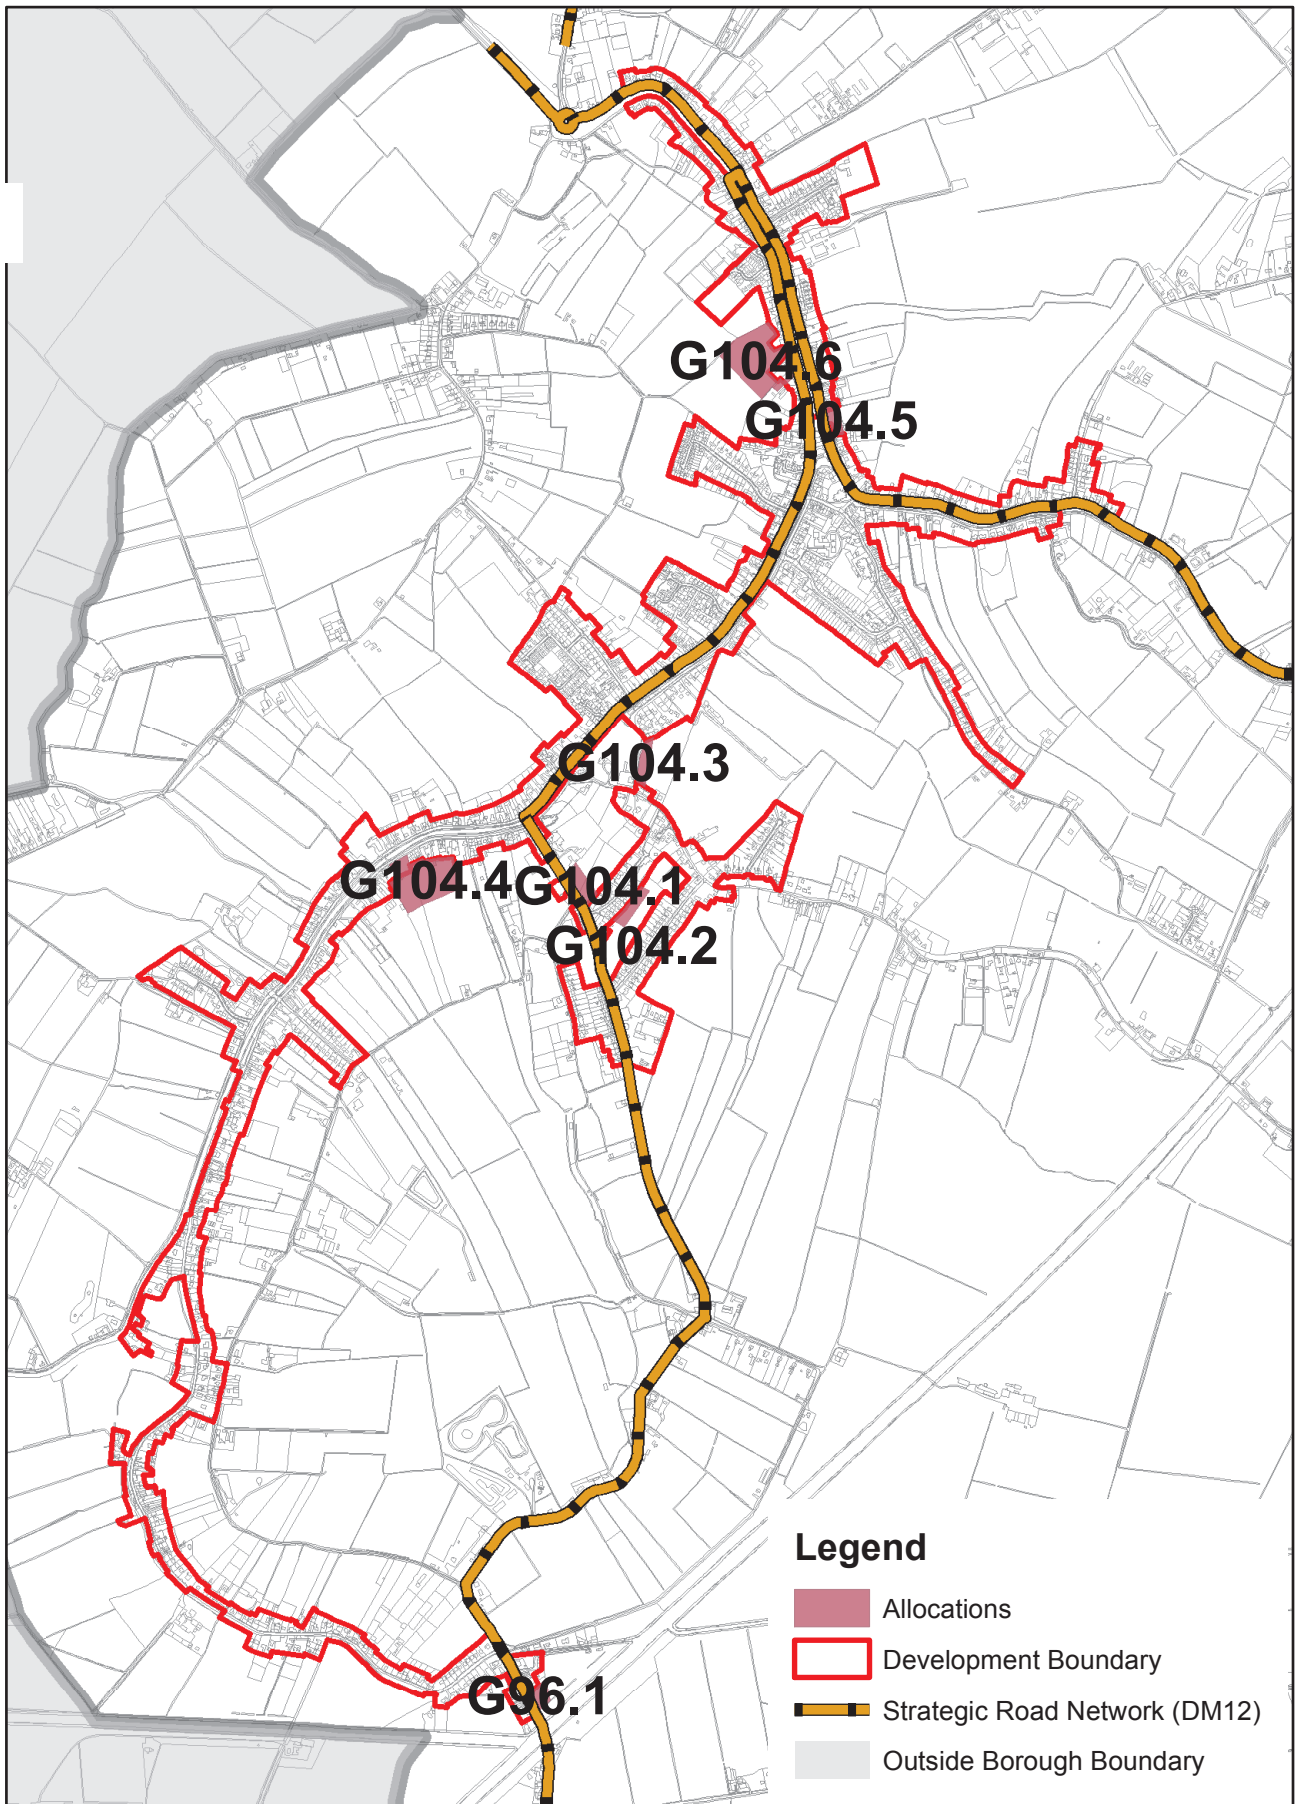 G104.6
G104.5
G104.3
G104.4
G104.1
G104.2
G96.1
Legend
Allocations
Development Boundary
Strategic Road Network (DM12)
Outside Borough Boundary